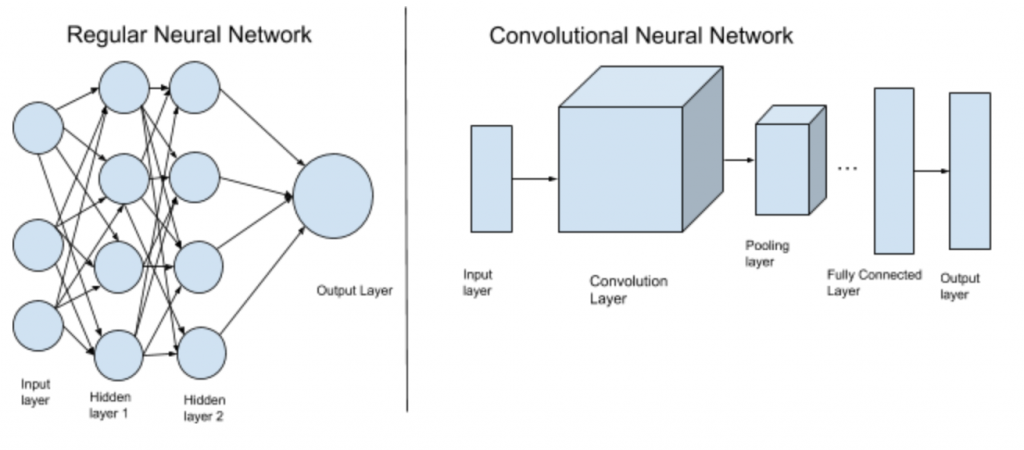 Regular Neural Network
Input
layer
Hidden
layer 1
Hidden
layer 2
Output Layer
Convolutional Neural Network
Input
layer
Convolution
Layer
Pooling
layer
...
Fully Connected
Layer
Output
layer